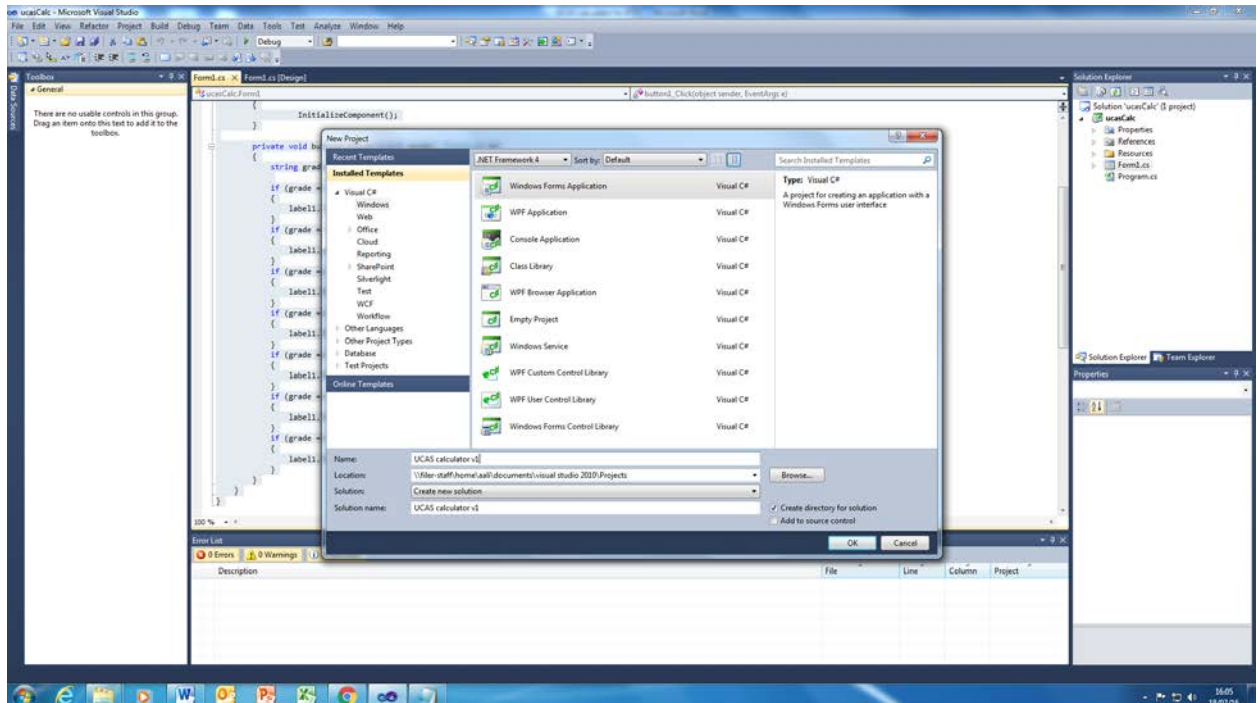 ucasCalc - Microsoft Visual Studio
File Edit View Refactor Project Build Debug Team Data Tools Test Analyze Window Help
Debug
Toolbox
General
There are no usable controls in this group.
Drag an item onto this text to add it to the
toolbox.
Data Sources
Form1.cs Form1.cs [Design]
ucasCalc.Form1
button1_Click(object sender, EventArgs e)
{
InitializeComponent();
}
private void bu
{
string grad
if (grade =
{
label1.
}
if (grade =
{
label1.
}
if (grade =
{
label1.
}
if (grade =
{
label1.
}
if (grade =
{
label1.
}
if (grade =
{
label1.
}
if (grade =
{
label1.
}
}
}
}
100 %
New Project
Recent Templates
Installed Templates
Visual C#
Windows
Web
Office
Cloud
Reporting
SharePoint
Silverlight
Test
WCF
Workflow
Other Languages
Other Project Types
Database
Test Projects
Online Templates
.NET Framework 4 Sort by: Default
Search Installed Templates
Windows Forms Application Visual C#
WPF Application Visual C#
Console Application Visual C#
Class Library Visual C#
WPF Browser Application Visual C#
Empty Project Visual C#
Windows Service Visual C#
WPF Custom Control Library Visual C#
WPF User Control Library Visual C#
Windows Forms Control Library Visual C#
Type: Visual C#
A project for creating an application with a
Windows Forms user interface
Name: UCAS calculator v1
Location: \\filer-staff\home\aali\documents\visual studio 2010\Projects
Browse...
Solution: Create new solution
Solution name: UCAS calculator v1
Create directory for solution
Add to source control
OK Cancel
Solution Explorer
Solution 'ucasCalc' (1 project)
ucasCalc
Properties
References
Resources
Form1.cs
Program.cs
Solution Explorer Team Explorer
Properties
Error List
0 Errors 0 Warnings
Description File Line Column Project
16:05